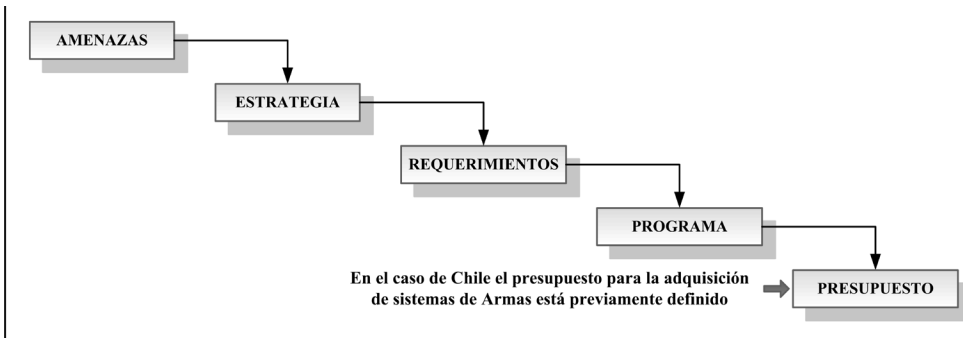 AMENAZAS
ESTRATEGIA
REQUERIMIENTOS
PROGRAMA
En el caso de Chile el presupuesto para la adquisición
de sistemas de Armas está previamente definido
PRESUPUESTO